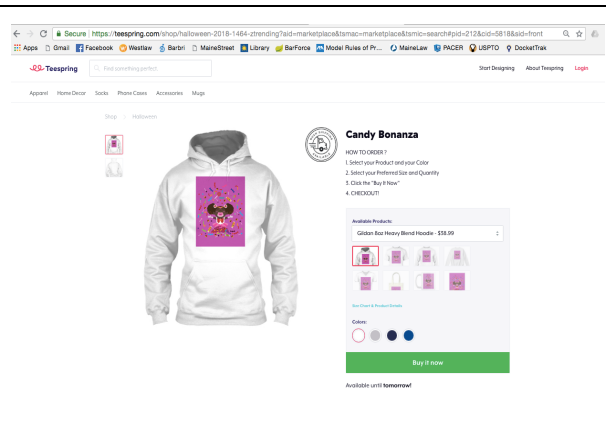 Secure | https://teespring.com/shop/halloween-2018-1464-ztrending?aid=marketplace&tsmac=marketplace&tsmic=search#pid=212&cid=5818&sid=front
Apps Gmail Facebook Westlaw Barbri MaineStreet Library BarForce Model Rules of Pr... MaineLaw PACER USPTO DocketTrak
Teespring Find something perfect Start Designing About Teespring Login
Apparel Home Decor Socks Phone Cases Accessories Mugs
Shop / Halloween
Candy Bonanza
HOW TO ORDER ?
1. Select your Product and your Color
2. Select your Preferred Size and Quantity
3. Click the "Buy It Now"
4. CHECKOUT!
Available Products:
Gildan 8oz Heavy Blend Hoodie - $38.99
Size Chart & Product Details
Colors:
Buy it now
Available until tomorrow!